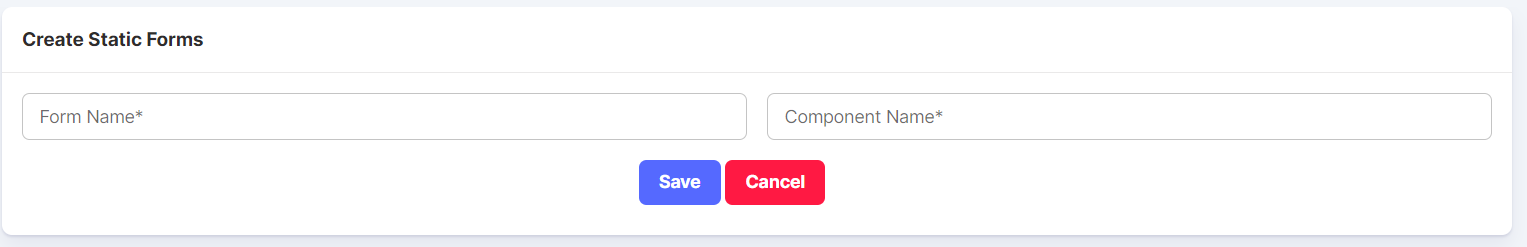 Create Static Forms
Form Name*
Component Name*
Save
Cancel